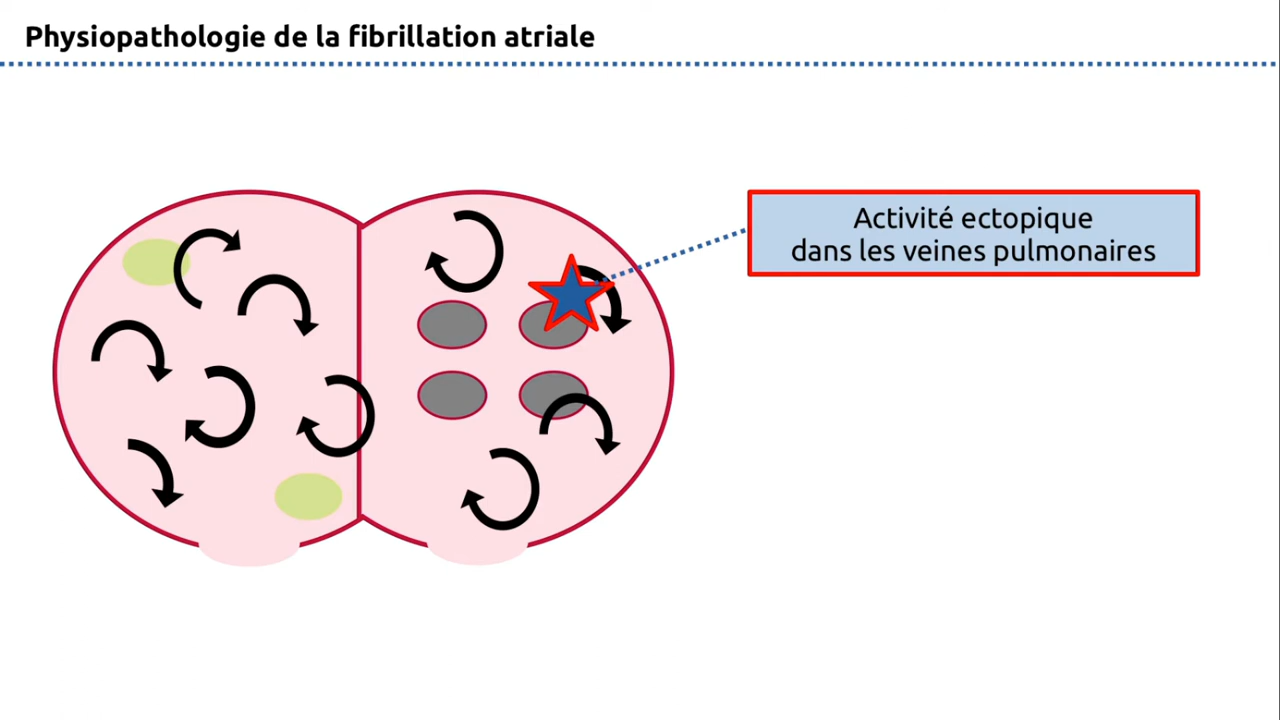 Physiopathologie de la fibrillation atriale
Activité ectopique
dans les veines pulmonaires